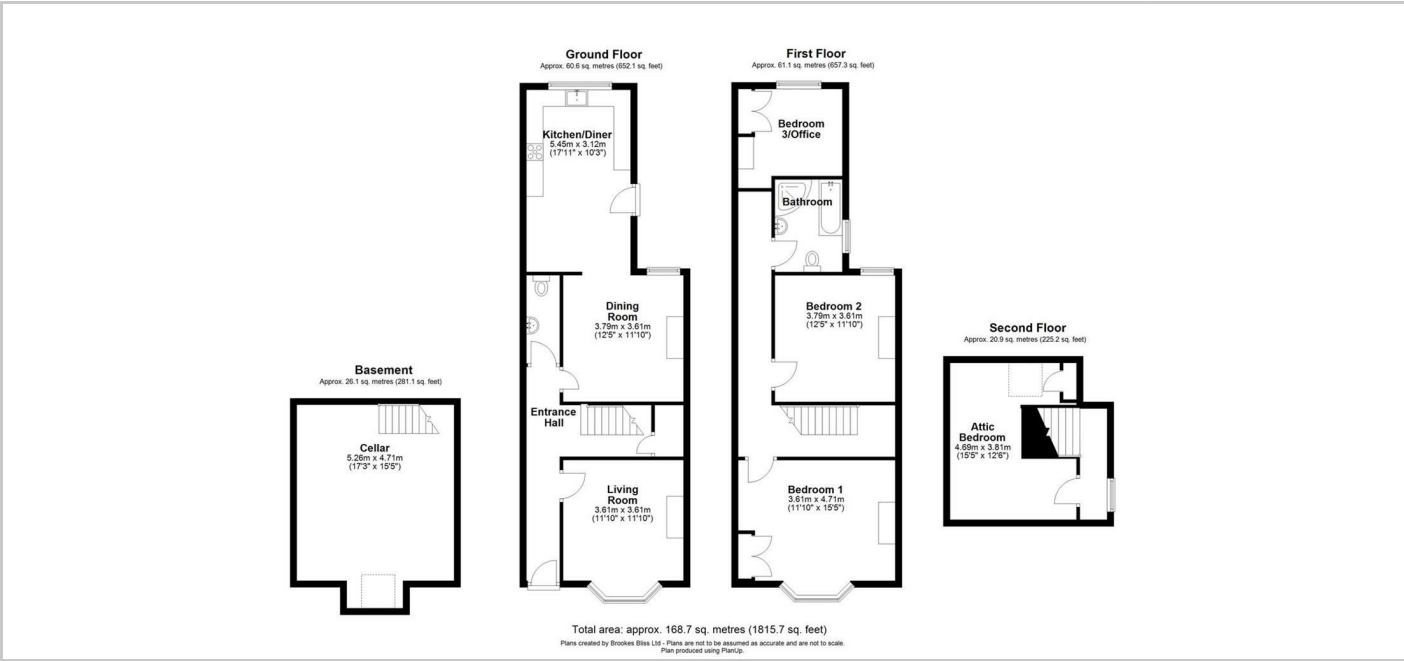 Ground Floor
Approx. 60.6 sq. metres (652.1 sq. feet)
Kitchen/Diner
5.45m x 3.12m
(17'11" x 10'3")
Dining
Room
3.79m x 3.61m
(12'5" x 11'10")
Entrance
Hall
Living
Room
3.61m x 3.61m
(11'10" x 11'10")
First Floor
Approx. 61.1 sq. metres (657.3 sq. feet)
Bedroom
3/Office
Bathroom
Bedroom 2
3.79m x 3.61m
(12'5" x 11'10")
Bedroom 1
3.61m x 4.71m
(11'10" x 15'5")
Second Floor
Approx. 20.9 sq. metres (225.2 sq. feet)
Attic
Bedroom
4.69m x 3.81m
(15'5" x 12'6")
Basement
Approx. 26.1 sq. metres (281.1 sq. feet)
Cellar
5.26m x 4.71m
(17'3" x 15'5")
Total area: approx. 168.7 sq. metres (1815.7 sq. feet)
Plans created by Brookes Bliss Ltd - Plans are not to be assumed as accurate and are not to scale.
Plan produced using PlanUp.